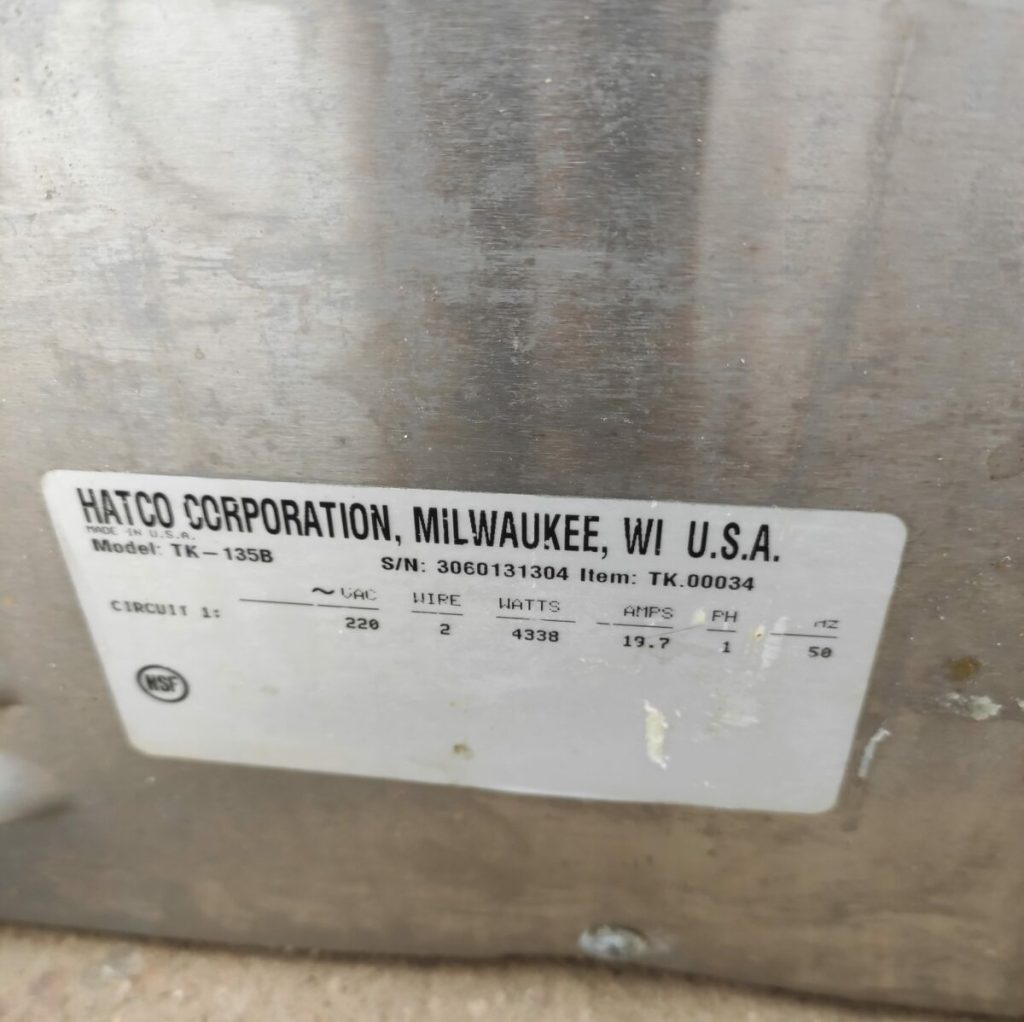 HATCO CORPORATION, MiLWAUKEE, WI U.S.A.
MADE IN U.S.A.
Model: TK-135B
S/N: 3060131304 Item: TK.00034
~ VAC WIRE WATTS AMPS PH HZ
CIRCUIT 1: 220 2 4338 19.7 1 50
NSF